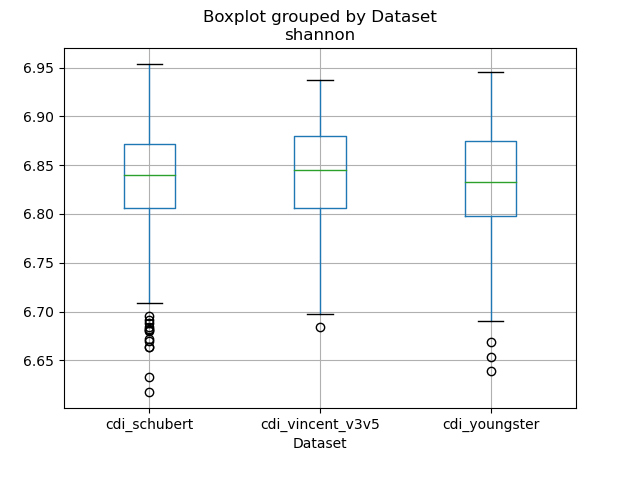 Boxplot grouped by Dataset
shannon
6.95
6.90
6.85
6.80
6.75
6.70
6.65
cdi_schubert
cdi_vincent_v3v5
cdi_youngster
Dataset